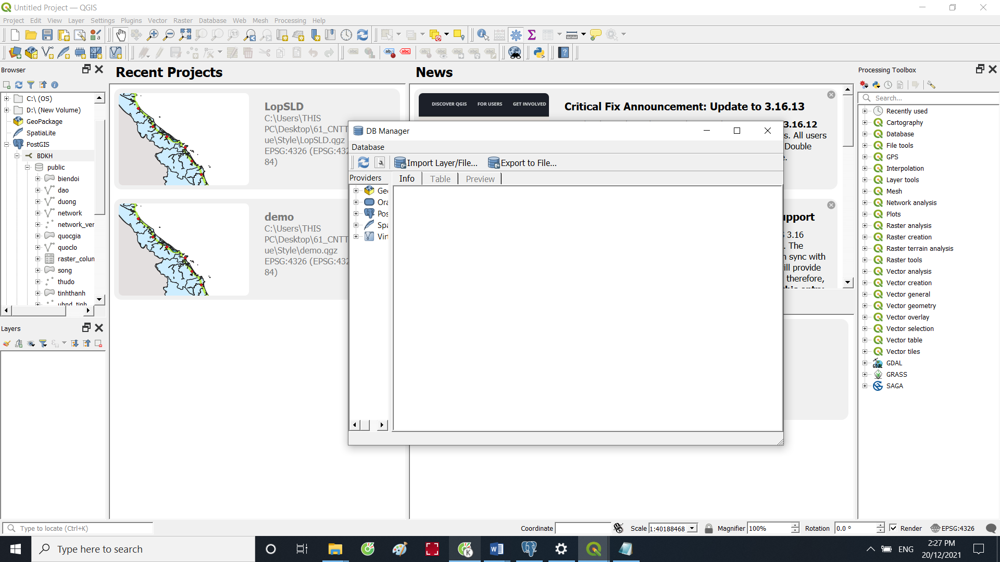 Untitled Project — QGIS
Project Edit View Layer Settings Plugins Vector Raster Database Web Mesh Processing Help
Browser
C:\ (OS)
D:\ (New Volume)
GeoPackage
SpatiaLite
PostGIS
BDKH
public
biendoi
dao
duong
network
network_ver
quocgia
quoclo
raster_colun
song
thudo
tinhthanh
ubnd_tinh
Layers
Recent Projects
LopSLD
C:\Users\THIS
PC\Desktop\61_CNTT
ue\Style\LopSLD.qgz
EPSG:4326 (EPSG:432
84)
demo
C:\Users\THIS
PC\Desktop\61_CNTT
ue\Style\demo.qgz
EPSG:4326 (EPSG:432
84)
News
DISCOVER QGIS FOR USERS GET INVOLVED
Critical Fix Announcement: Update to 3.16.13
3.16.12
s. All users
Double
pport
3.16
. The
sync with
ill provide
therefore,
DB Manager
Database
Import Layer/File... Export to File...
Providers
Info Table Preview
Geo
Ora
Pos
Spa
Virt
Processing Toolbox
Search...
Recently used
Cartography
Database
File tools
GPS
Interpolation
Layer tools
Mesh
Network analysis
Plots
Raster analysis
Raster creation
Raster terrain analysis
Raster tools
Vector analysis
Vector creation
Vector general
Vector geometry
Vector overlay
Vector selection
Vector table
Vector tiles
GDAL
GRASS
SAGA
Type to locate (Ctrl+K)
Coordinate Scale 1:40188468 Magnifier 100% Rotation 0.0 ° Render EPSG:4326
Type here to search
ENG
2:27 PM
20/12/2021